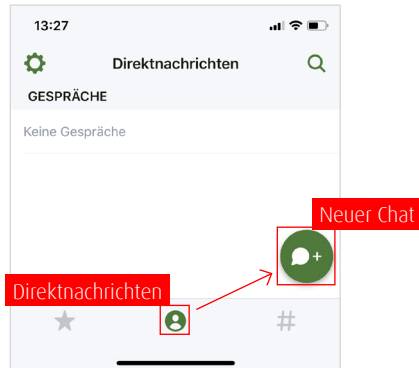 13:27
Direktnachrichten
GESPRÄCHE
Keine Gespräche
Neuer Chat
Direktnachrichten